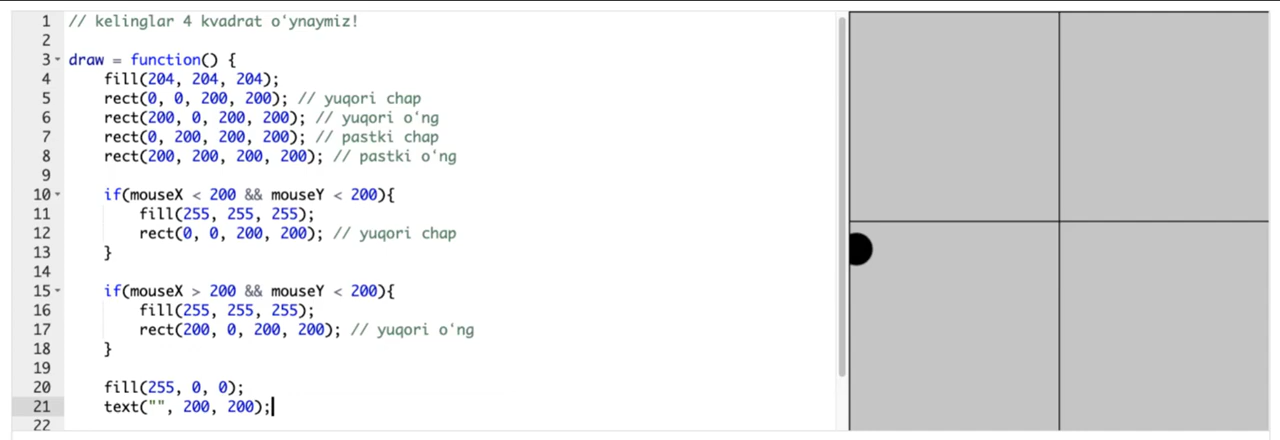 1 // kelinglar 4 kvadrat oʻynaymiz!
2
3 draw = function() {
4 fill(204, 204, 204);
5 rect(0, 0, 200, 200); // yuqori chap
6 rect(200, 0, 200, 200); // yuqori oʻng
7 rect(0, 200, 200, 200); // pastki chap
8 rect(200, 200, 200, 200); // pastki oʻng
9
10 if(mouseX < 200 && mouseY < 200){
11 fill(255, 255, 255);
12 rect(0, 0, 200, 200); // yuqori chap
13 }
14
15 if(mouseX > 200 && mouseY < 200){
16 fill(255, 255, 255);
17 rect(200, 0, 200, 200); // yuqori oʻng
18 }
19
20 fill(255, 0, 0);
21 text("", 200, 200);
22